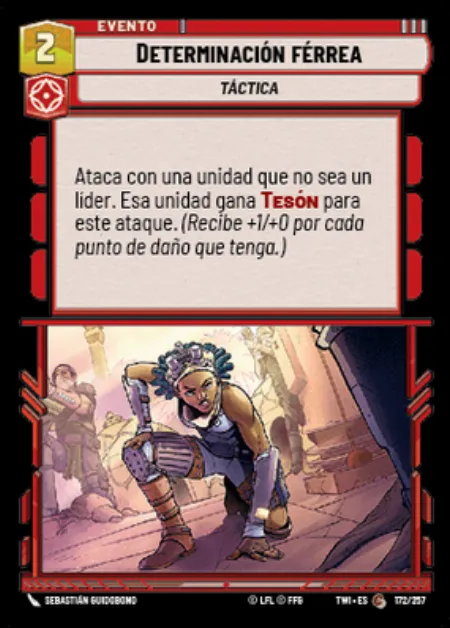 EVENTO
2
DETERMINACIÓN FÉRREA
TÁCTICA
Ataca con una unidad que no sea un
líder. Esa unidad gana TESÓN para
este ataque. (Recibe +1/+0 por cada
punto de daño que tenga.)
SEBASTIÁN GUIDOBONO
© LFL © FFG
TWI • ES C 172/257